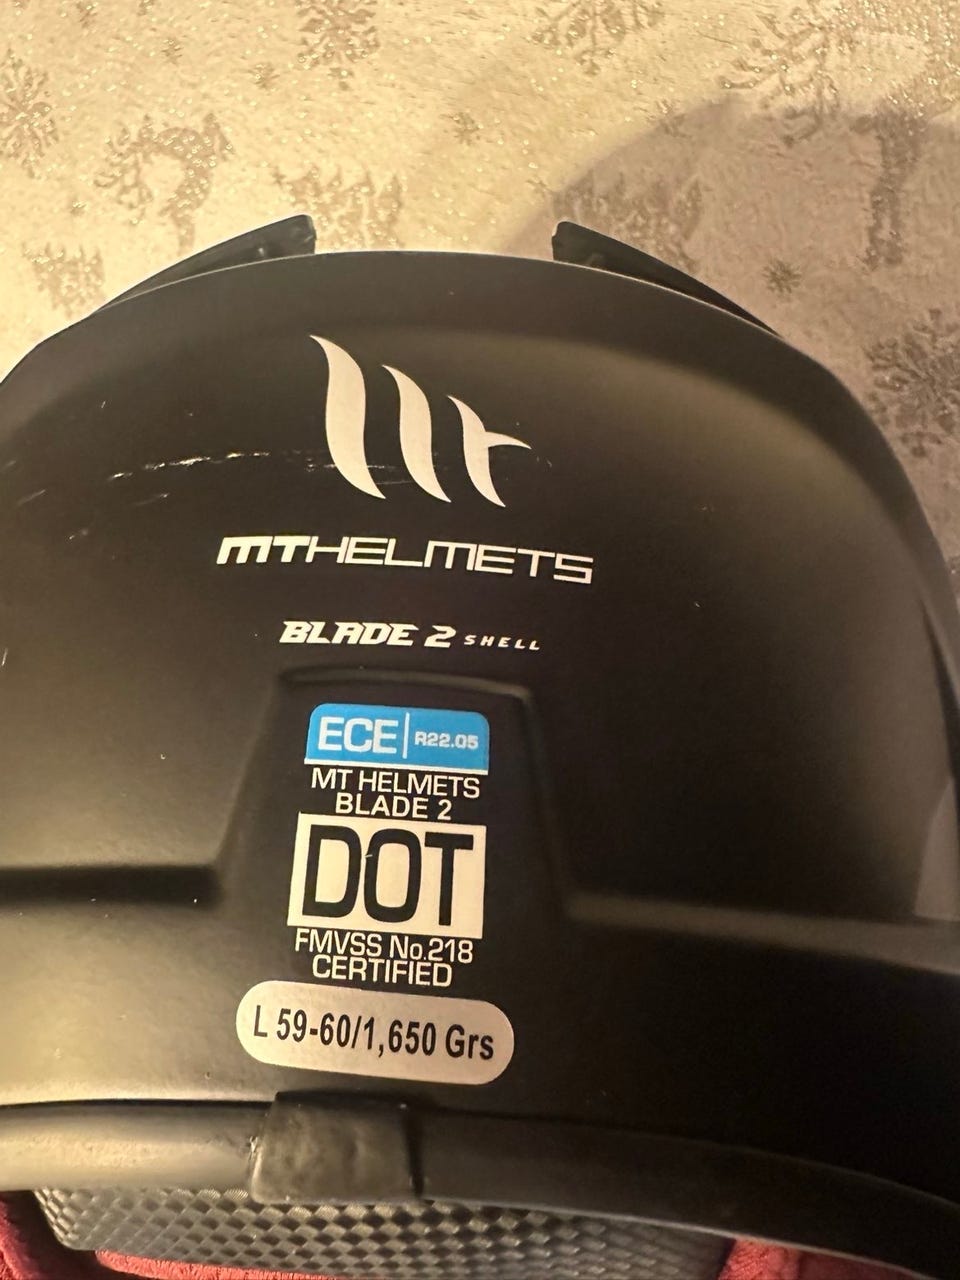 MTHELMETS
BLADE 2 SHELL
ECE R22.05
MT HELMETS
BLADE 2
DOT
FMVSS No.218
CERTIFIED
L 59-60/1,650 Grs